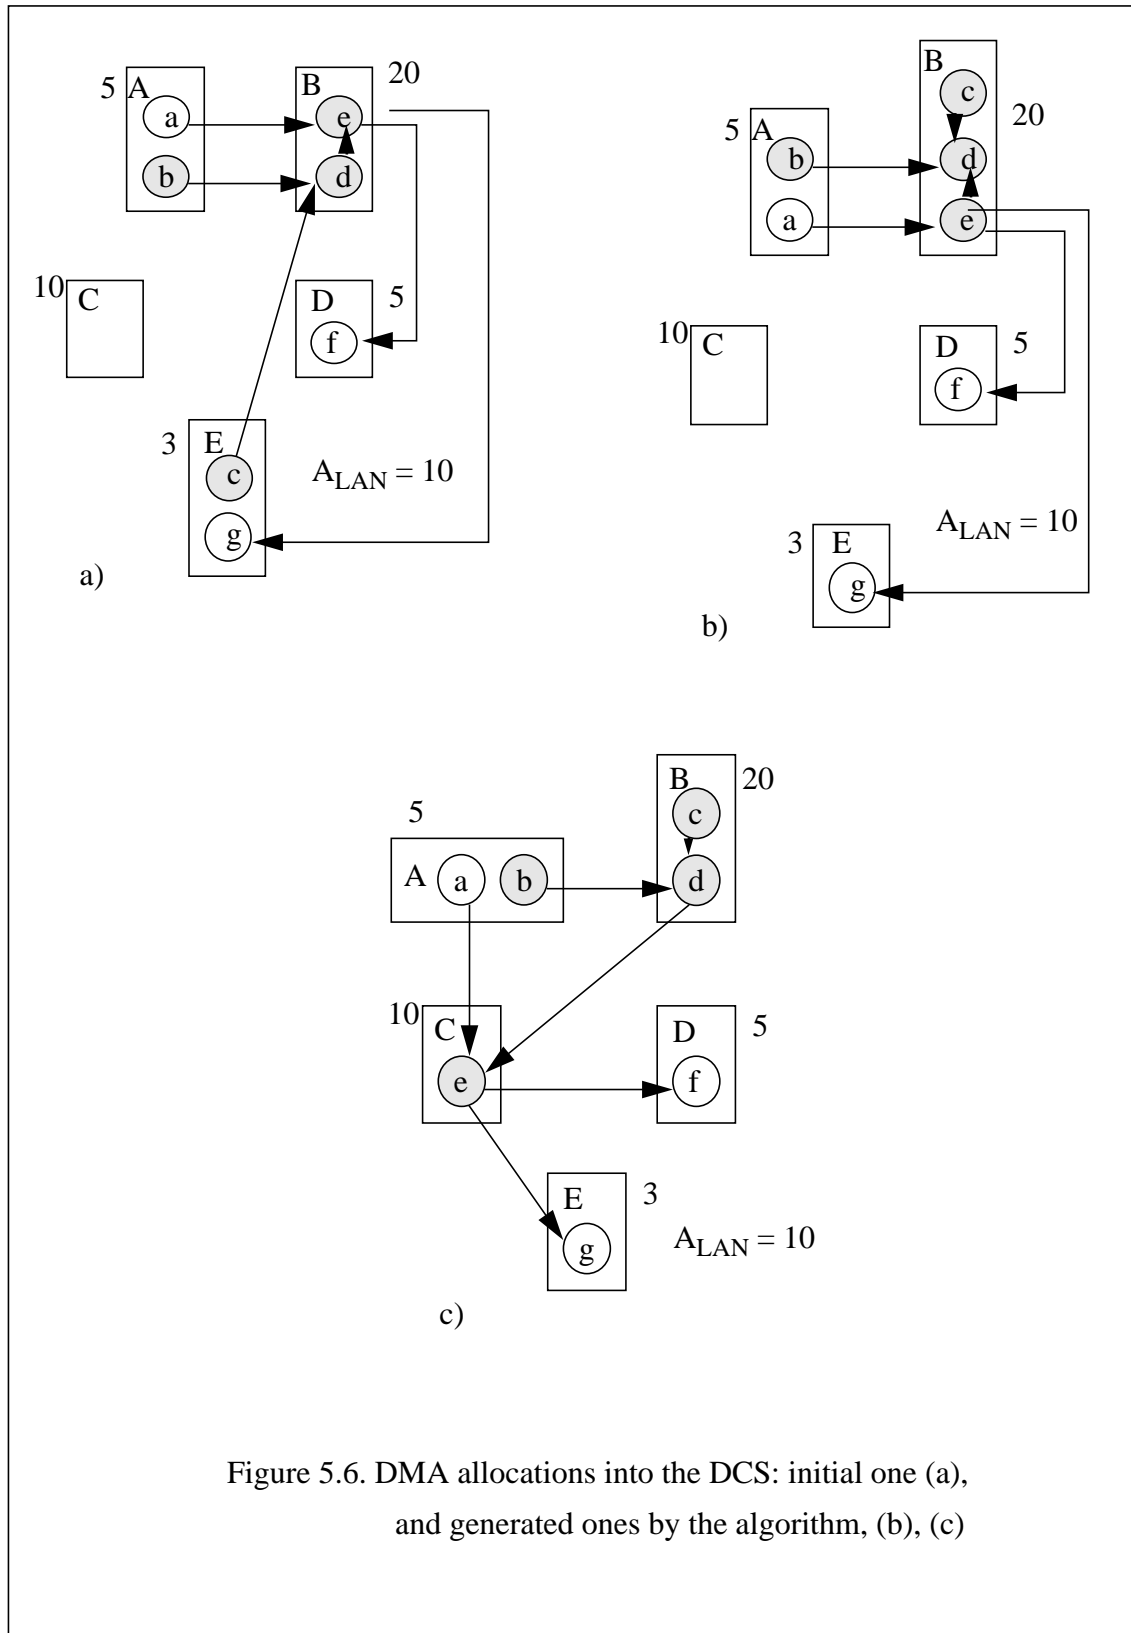 5 A a b
B 20 e d
10 C
D 5 f
3 E c g
A_LAN = 10
a)
B 20 c d e
5 A b a
10 C
D 5 f
3 E g
A_LAN = 10
b)
5
A a b
B 20 c d
10 C e
D 5 f
E 3 g
A_LAN = 10
c)
Figure 5.6. DMA allocations into the DCS: initial one (a),
and generated ones by the algorithm, (b), (c)